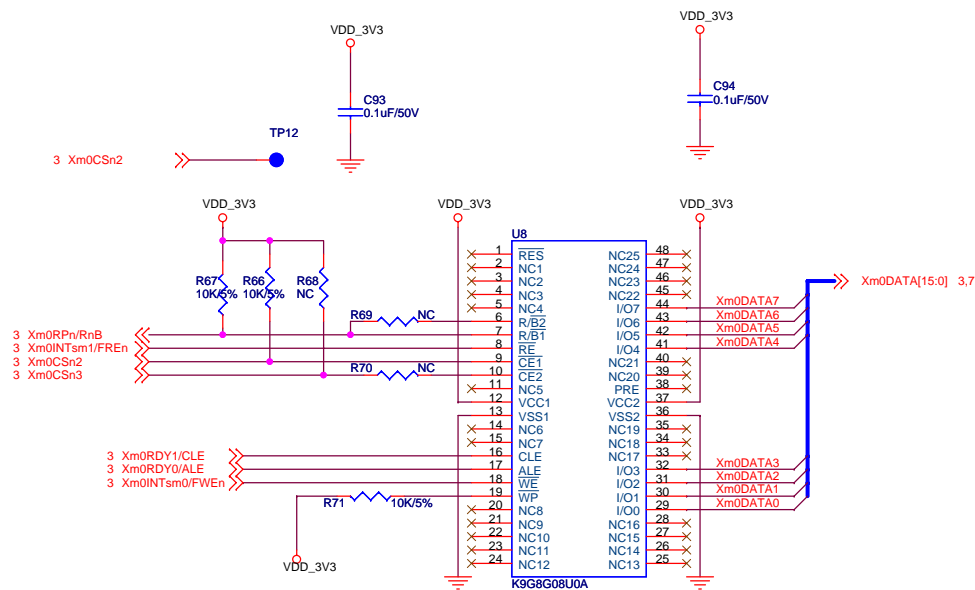 VDD_3V3
VDD_3V3
C93
0.1uF/50V
C94
0.1uF/50V
TP12
3 Xm0CSn2
VDD_3V3
VDD_3V3
VDD_3V3
U8
R67
10K/5%
R66
10K/5%
R68
NC
R69
NC
R70
NC
3 Xm0RPn/RnB
3 Xm0INTsm1/FREn
3 Xm0CSn2
3 Xm0CSn3
3 Xm0RDY1/CLE
3 Xm0RDY0/ALE
3 Xm0INTsm0/FWEn
R71
10K/5%
VDD_3V3
1 RES NC25 48
2 NC1 NC24 47
3 NC2 NC23 46
4 NC3 NC22 45
5 NC4 I/O7 44 Xm0DATA7
6 R/B2 I/O6 43 Xm0DATA6
7 R/B1 I/O5 42 Xm0DATA5
8 RE I/O4 41 Xm0DATA4
9 CE1 NC21 40
10 CE2 NC20 39
11 NC5 PRE 38
12 VCC1 VCC2 37
13 VSS1 VSS2 36
14 NC6 NC19 35
15 NC7 NC18 34
16 CLE NC17 33
17 ALE I/O3 32 Xm0DATA3
18 WE I/O2 31 Xm0DATA2
19 WP I/O1 30 Xm0DATA1
20 NC8 I/O0 29 Xm0DATA0
21 NC9 NC16 28
22 NC10 NC15 27
23 NC11 NC14 26
24 NC12 NC13 25
K9G8G08U0A
Xm0DATA[15:0] 3,7